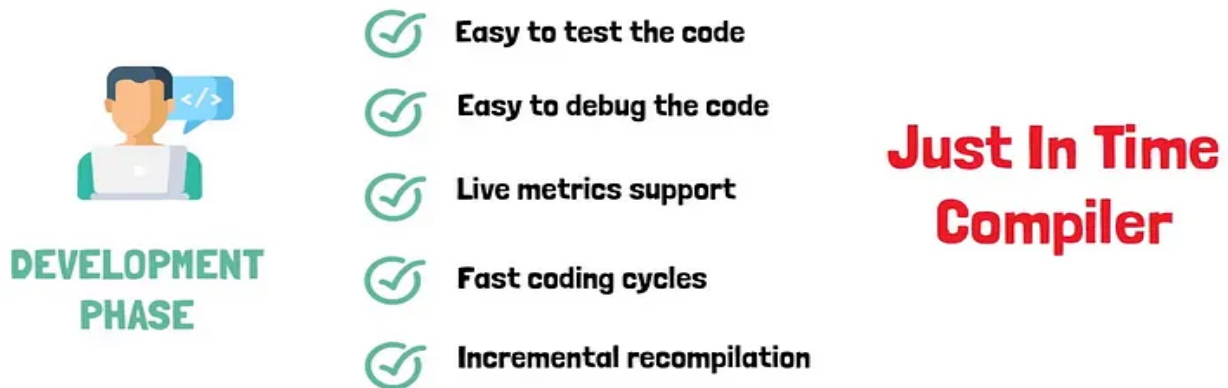 </>
DEVELOPMENT
PHASE
Easy to test the code
Easy to debug the code
Live metrics support
Fast coding cycles
Incremental recompilation
Just In Time
Compiler